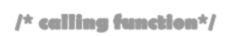 /* calling function*/